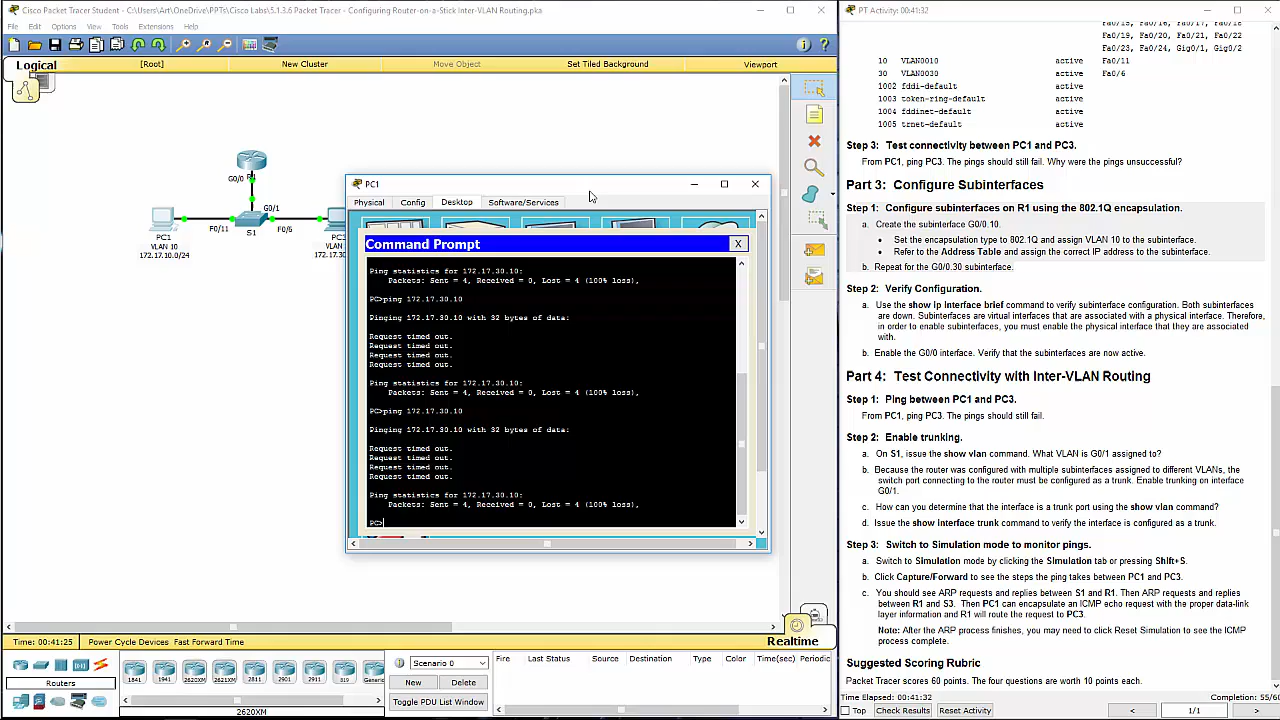 Cisco Packet Tracer Student - C:\Users\Art\OneDrive\PPTs\Cisco Labs\5.1.3.6 Packet Tracer - Configuring Router-on-a-Stick Inter-VLAN Routing.pka
File Edit Options View Tools Extensions Help
Logical [Root] New Cluster Move Object Set Tiled Background Viewport
G0/0
G0/1
F0/11 S1 F0/6
PC1
VLAN 10
172.17.10.0/24
PC3
VLAN
172.17.30
PC1
Physical Config Desktop Software/Services
Command Prompt X
Ping statistics for 172.17.30.10:
Packets: Sent = 4, Received = 0, Lost = 4 (100% loss),
PC>ping 172.17.30.10
Pinging 172.17.30.10 with 32 bytes of data:
Request timed out.
Request timed out.
Request timed out.
Request timed out.
Ping statistics for 172.17.30.10:
Packets: Sent = 4, Received = 0, Lost = 4 (100% loss),
PC>ping 172.17.30.10
Pinging 172.17.30.10 with 32 bytes of data:
Request timed out.
Request timed out.
Request timed out.
Request timed out.
Ping statistics for 172.17.30.10:
Packets: Sent = 4, Received = 0, Lost = 4 (100% loss),
PC>
Time: 00:41:25 Power Cycle Devices Fast Forward Time
Realtime
Routers
1841 1941 2620XM 2621XM 2811 2901 2911 819 Generic
2620XM
Scenario 0
New Delete
Toggle PDU List Window
Fire Last Status Source Destination Type Color Time(sec) Periodic
PT Activity: 00:41:32
Fa0/15, Fa0/16, Fa0/17, Fa0/18
Fa0/19, Fa0/20, Fa0/21, Fa0/22
Fa0/23, Fa0/24, Gig0/1, Gig0/2
10 VLAN0010 active Fa0/11
30 VLAN0030 active Fa0/6
1002 fddi-default active
1003 token-ring-default active
1004 fddinet-default active
1005 trnet-default active
Step 3: Test connectivity between PC1 and PC3.
From PC1, ping PC3. The pings should still fail. Why were the pings unsuccessful?
Part 3: Configure Subinterfaces
Step 1: Configure subinterfaces on R1 using the 802.1Q encapsulation.
a. Create the subinterface G0/0.10.
• Set the encapsulation type to 802.1Q and assign VLAN 10 to the subinterface.
• Refer to the Address Table and assign the correct IP address to the subinterface.
b. Repeat for the G0/0.30 subinterface.
Step 2: Verify Configuration.
a. Use the show ip interface brief command to verify subinterface configuration. Both subinterfaces
are down. Subinterfaces are virtual interfaces that are associated with a physical interface. Therefore,
in order to enable subinterfaces, you must enable the physical interface that they are associated
with.
b. Enable the G0/0 interface. Verify that the subinterfaces are now active.
Part 4: Test Connectivity with Inter-VLAN Routing
Step 1: Ping between PC1 and PC3.
From PC1, ping PC3. The pings should still fail.
Step 2: Enable trunking.
a. On S1, issue the show vlan command. What VLAN is G0/1 assigned to?
b. Because the router was configured with multiple subinterfaces assigned to different VLANs, the
switch port connecting to the router must be configured as a trunk. Enable trunking on interface
G0/1.
c. How can you determine that the interface is a trunk port using the show vlan command?
d. Issue the show interface trunk command to verify the interface is configured as a trunk.
Step 3: Switch to Simulation mode to monitor pings.
a. Switch to Simulation mode by clicking the Simulation tab or pressing Shift+S.
b. Click Capture/Forward to see the steps the ping takes between PC1 and PC3.
c. You should see ARP requests and replies between S1 and R1. Then ARP requests and replies
between R1 and S3. Then PC1 can encapsulate an ICMP echo request with the proper data-link
layer information and R1 will route the request to PC3.
Note: After the ARP process finishes, you may need to click Reset Simulation to see the ICMP
process complete.
Suggested Scoring Rubric
Packet Tracer scores 60 points. The four questions are worth 10 points each.
Time Elapsed: 00:41:32 Completion: 55/60
Top Check Results Reset Activity < 1/1 >